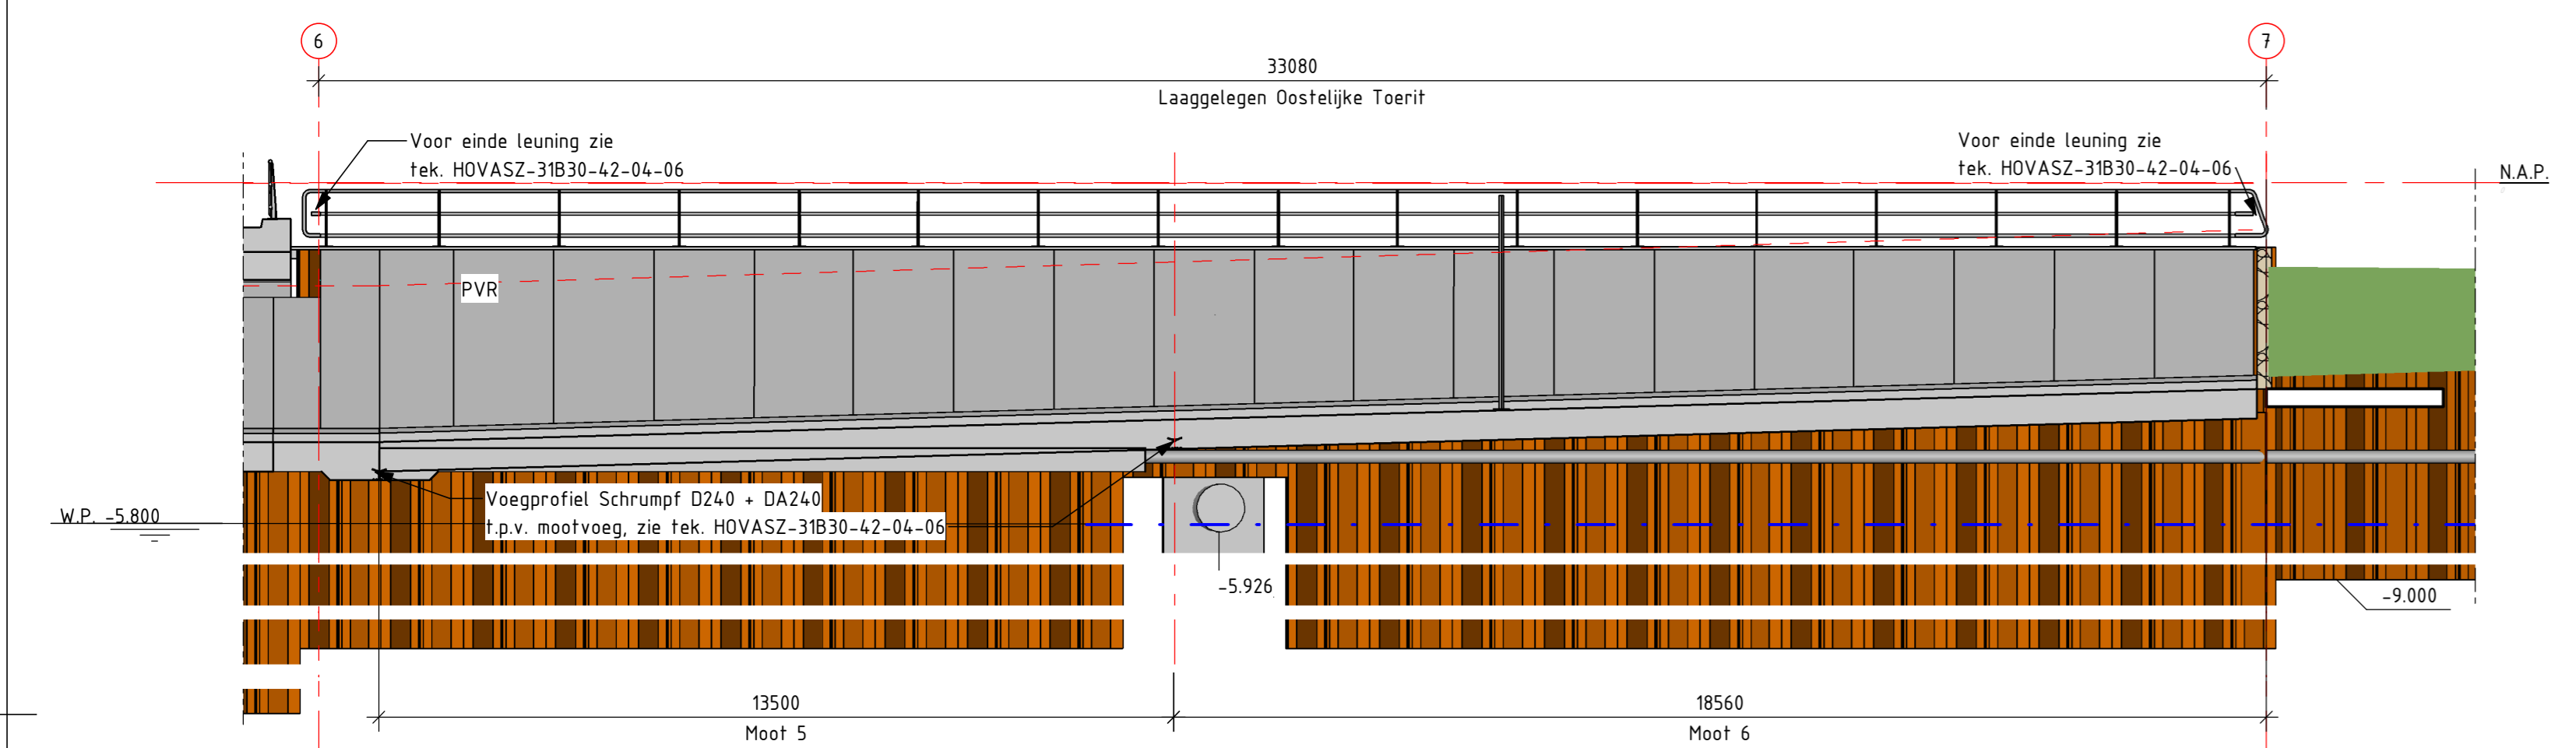 6
7
33080
Laaggelegen Oostelijke Toerit
Voor einde leuning zie
tek. HOVASZ-31B30-42-04-06
Voor einde leuning zie
tek. HOVASZ-31B30-42-04-06
N.A.P.
PVR
Voegprofiel Schrumpf D240 + DA240
t.p.v. mootvoeg, zie tek. HOVASZ-31B30-42-04-06
W.P. -5.800
-5.926
-9.000
13500
Moot 5
18560
Moot 6